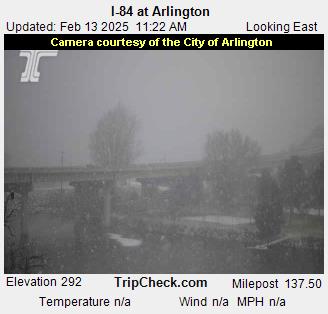 I-84 at Arlington
Updated: Feb 13 2025 11:22 AM Looking East
Camera courtesy of the City of Arlington
Elevation 292 TripCheck.com Milepost 137.50
Temperature n/a Wind n/a MPH n/a